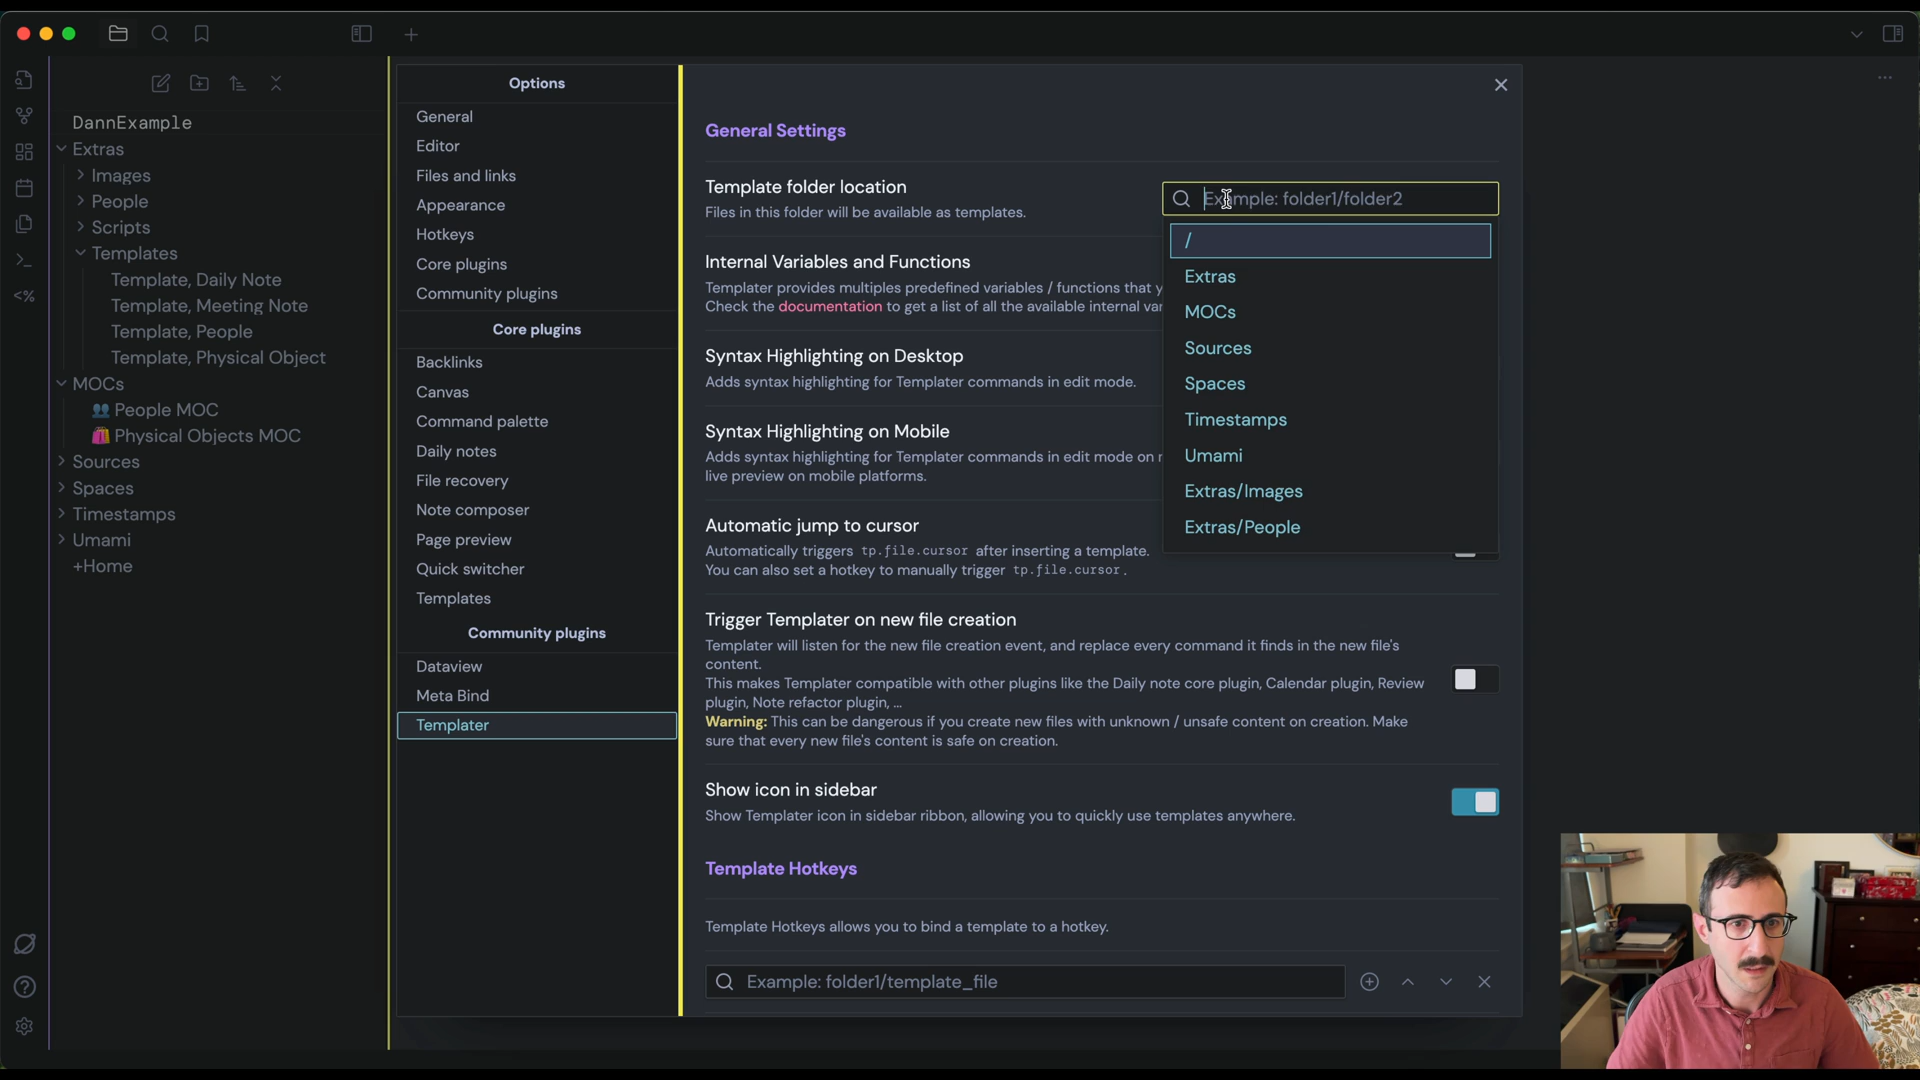 DannExample
Extras
Images
People
Scripts
Templates
Template, Daily Note
Template, Meeting Note
Template, People
Template, Physical Object
MOCs
👥 People MOC
🛍️ Physical Objects MOC
Sources
Spaces
Timestamps
Umami
+Home
Options
General
Editor
Files and links
Appearance
Hotkeys
Core plugins
Community plugins
Core plugins
Backlinks
Canvas
Command palette
Daily notes
File recovery
Note composer
Page preview
Quick switcher
Templates
Community plugins
Dataview
Meta Bind
Templater
General Settings
Template folder location
Files in this folder will be available as templates.
Example: folder1/folder2
/
Extras
MOCs
Sources
Spaces
Timestamps
Umami
Extras/Images
Extras/People
Internal Variables and Functions
Templater provides multiples predefined variables / functions that y
Check the documentation to get a list of all the available internal var
Syntax Highlighting on Desktop
Adds syntax highlighting for Templater commands in edit mode.
Syntax Highlighting on Mobile
Adds syntax highlighting for Templater commands in edit mode on
live preview on mobile platforms.
Automatic jump to cursor
Automatically triggers tp.file.cursor after inserting a template.
You can also set a hotkey to manually trigger tp.file.cursor.
Trigger Templater on new file creation
Templater will listen for the new file creation event, and replace every command it finds in the new file's
content.
This makes Templater compatible with other plugins like the Daily note core plugin, Calendar plugin, Review
plugin, Note refactor plugin, ...
Warning: This can be dangerous if you create new files with unknown / unsafe content on creation. Make
sure that every new file's content is safe on creation.
Show icon in sidebar
Show Templater icon in sidebar ribbon, allowing you to quickly use templates anywhere.
Template Hotkeys
Template Hotkeys allows you to bind a template to a hotkey.
Example: folder1/template_file